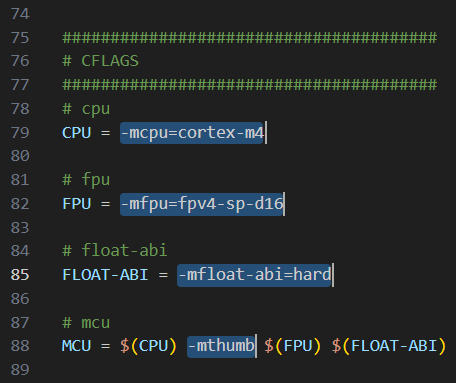 74
75 #######################################
76 # CFLAGS
77 #######################################
78 # cpu
79 CPU = -mcpu=cortex-m4
80
81 # fpu
82 FPU = -mfpu=fpv4-sp-d16
83
84 # float-abi
85 FLOAT-ABI = -mfloat-abi=hard
86
87 # mcu
88 MCU = $(CPU) -mthumb $(FPU) $(FLOAT-ABI)
89